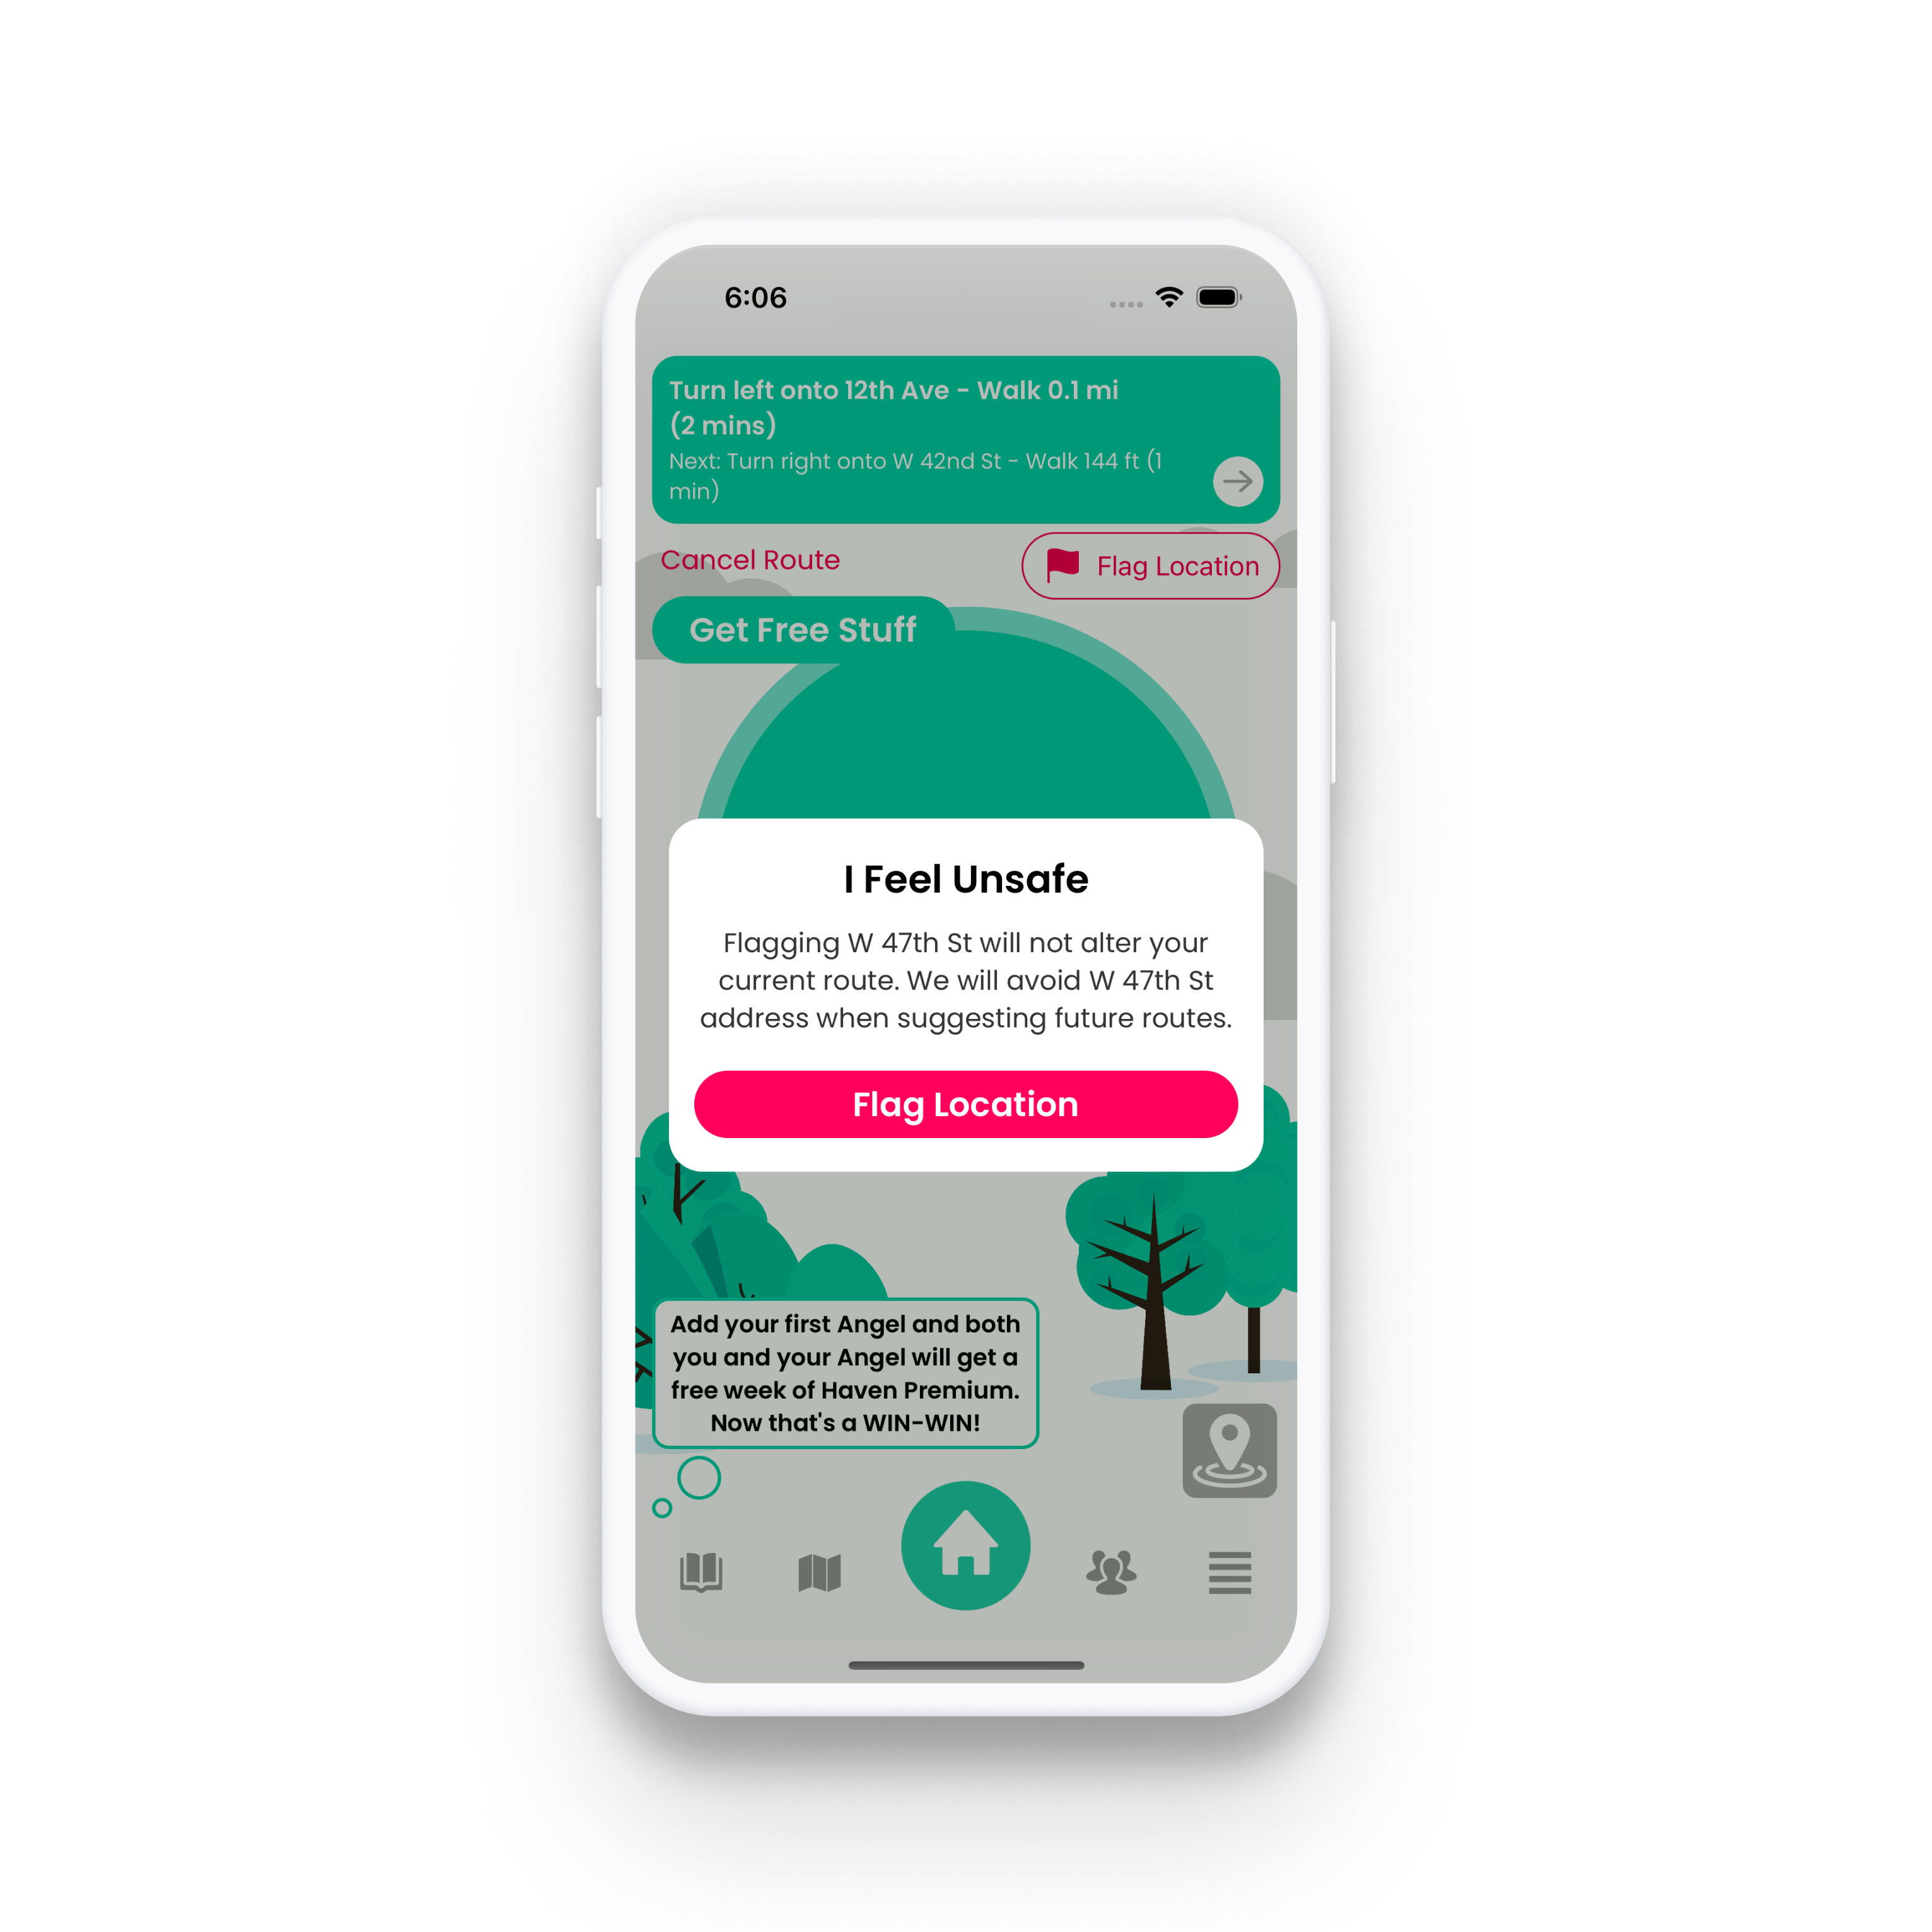 6:06
Turn left onto 12th Ave - Walk 0.1 mi
(2 mins)
Next: Turn right onto W 42nd St - Walk 144 ft (1
min)
Cancel Route
Flag Location
Get Free Stuff
I Feel Unsafe
Flagging W 47th St will not alter your
current route. We will avoid W 47th St
address when suggesting future routes.
Flag Location
Add your first Angel and both
you and your Angel will get a
free week of Haven Premium.
Now that's a WIN-WIN!